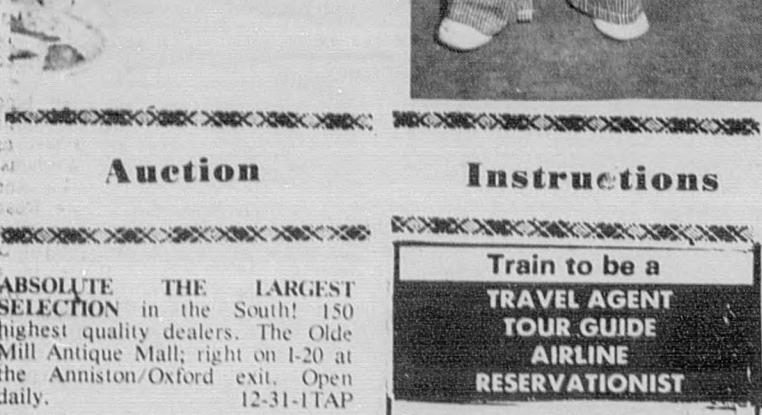 Auction
ABSOLUTE THE LARGEST
SELECTION in the South! 150
highest quality dealers. The Olde
Mill Antique Mall; right on I-20 at
the Anniston/Oxford exit. Open
daily. 12-31-1TAP
Instructions
Train to be a
TRAVEL AGENT
TOUR GUIDE
AIRLINE
RESERVATIONIST